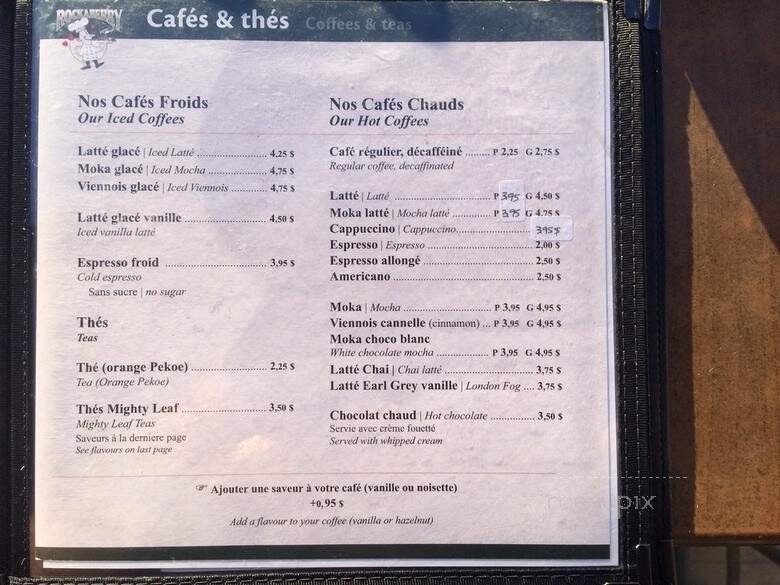 ROCKABERRY
Cafés & thés Coffees & teas
Nos Cafés Froids
Our Iced Coffees
Latté glacé | Iced Latté ........................ 4,25 $
Moka glacé | Iced Mocha .................... 4,75 $
Viennois glacé | Iced Viennois ........... 4,75 $
Latté glacé vanille ............................. 4,50 $
Iced vanilla latté
Espresso froid .................................... 3,95 $
Cold espresso
Sans sucre | no sugar
Thés
Teas
Thé (orange Pekoe) ........................... 2,25 $
Tea (Orange Pekoe)
Thés Mighty Leaf .............................. 3,50 $
Mighty Leaf Teas
Saveurs à la derniere page
See flavours on last page
Nos Cafés Chauds
Our Hot Coffees
Café régulier, décafféiné ........ P 2,25 G 2,75 $
Regular coffee, decaffinated
Latté | Latté ................................ P 3.95 G 4,50 $
Moka latté | Mocha latté ............. P 3.95 G 4,75 $
Cappuccino | Cappuccino............................ 3.95 $
Espresso | Espresso ..................................... 2,00 $
Espresso allongé ........................................ 2,50 $
Americano .................................................. 2,50 $
Moka | Mocha ............................ P 3,95 G 4,95 $
Viennois cannelle (cinnamon) ... P 3,95 G 4,95 $
Moka choco blanc
White chocolate mocha ................ P 3,95 G 4,95 $
Latté Chai | Chai latté ................................. 3,75 $
Latté Earl Grey vanille | London Fog .... 3,75 $
Chocolat chaud | Hot chocolate ................ 3,50 $
Servie avec crème fouetté
Served with whipped cream
☞ Ajouter une saveur à votre café (vanille ou noisette)
+0,95 $
Add a flavour to your coffee (vanilla or hazelnut)